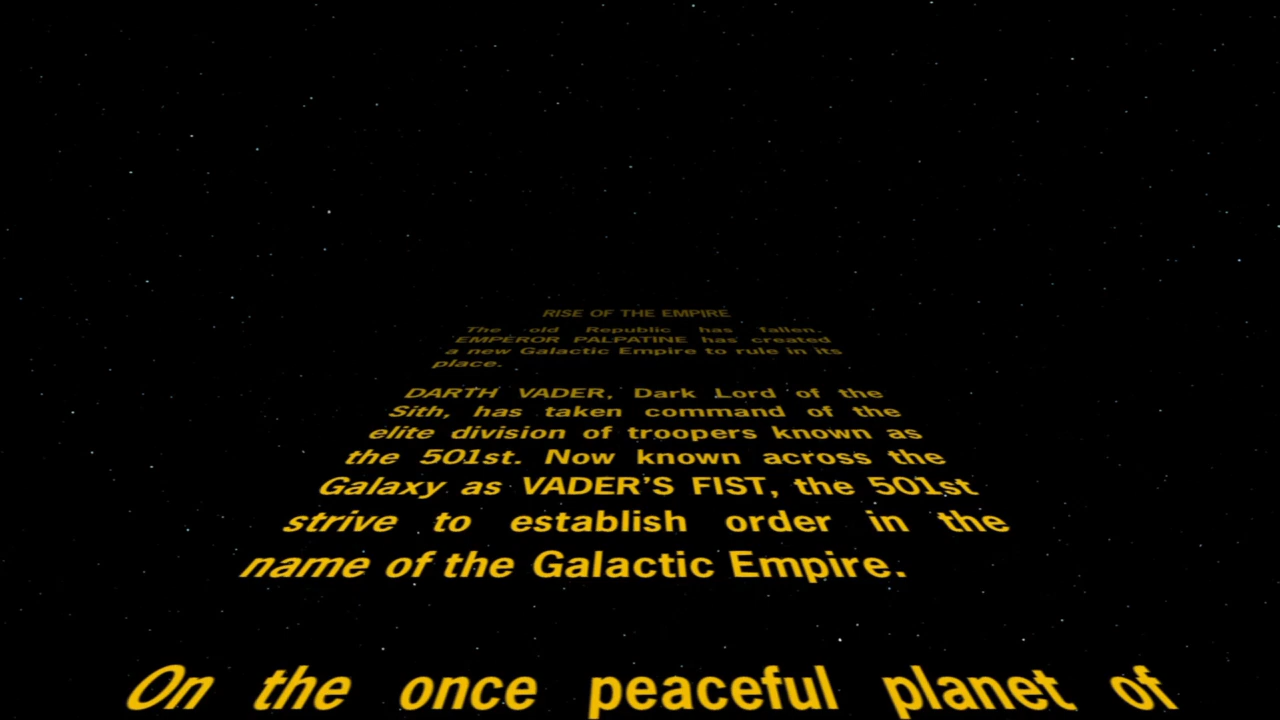 RISE OF THE EMPIRE
The old Republic has fallen.
EMPEROR PALPATINE has created
a new Galactic Empire to rule in its
place.
DARTH VADER, Dark Lord of the
Sith, has taken command of the
elite division of troopers known as
the 501st. Now known across the
Galaxy as VADER'S FIST, the 501st
strive to establish order in the
name of the Galactic Empire.
On the once peaceful planet of